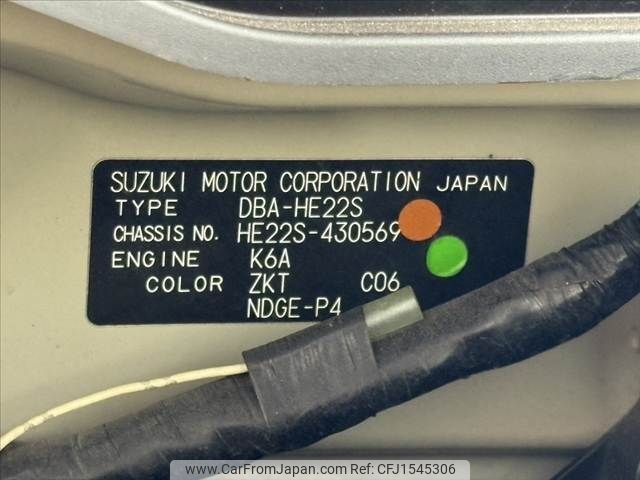 SUZUKI MOTOR CORPORATION JAPAN
TYPE DBA-HE22S
CHASSIS NO. HE22S-430569
ENGINE K6A
COLOR ZKT C06
NDGE-P4
www.CarFromJapan.com | Ref No. CFJ1545306